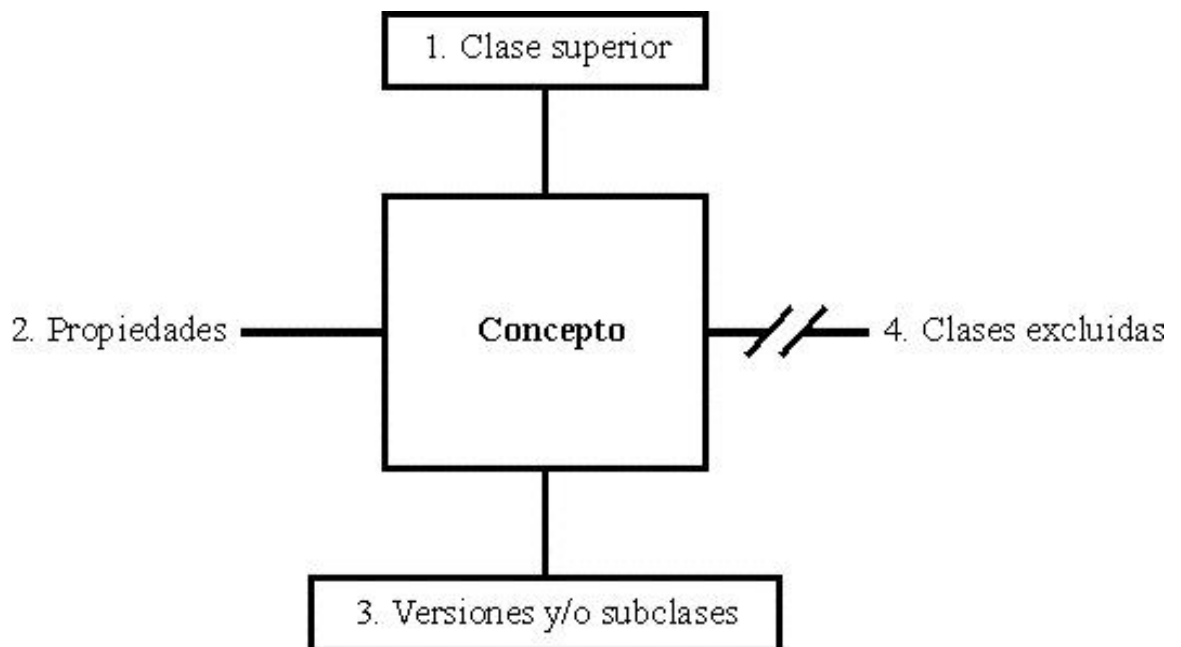 1. Clase superior
2. Propiedades
Concepto
4. Clases excluidas
3. Versiones y/o subclases